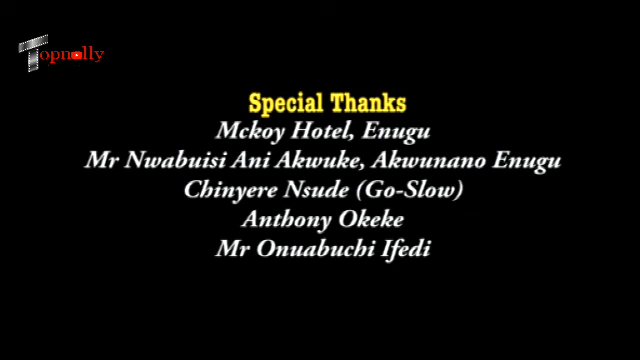 Topnolly
Special Thanks
Mckoy Hotel, Enugu
Mr Nwabuisi Ani Akwuke, Akwunano Enugu
Chinyere Nsude (Go-Slow)
Anthony Okeke
Mr Onuabuchi Ifedi